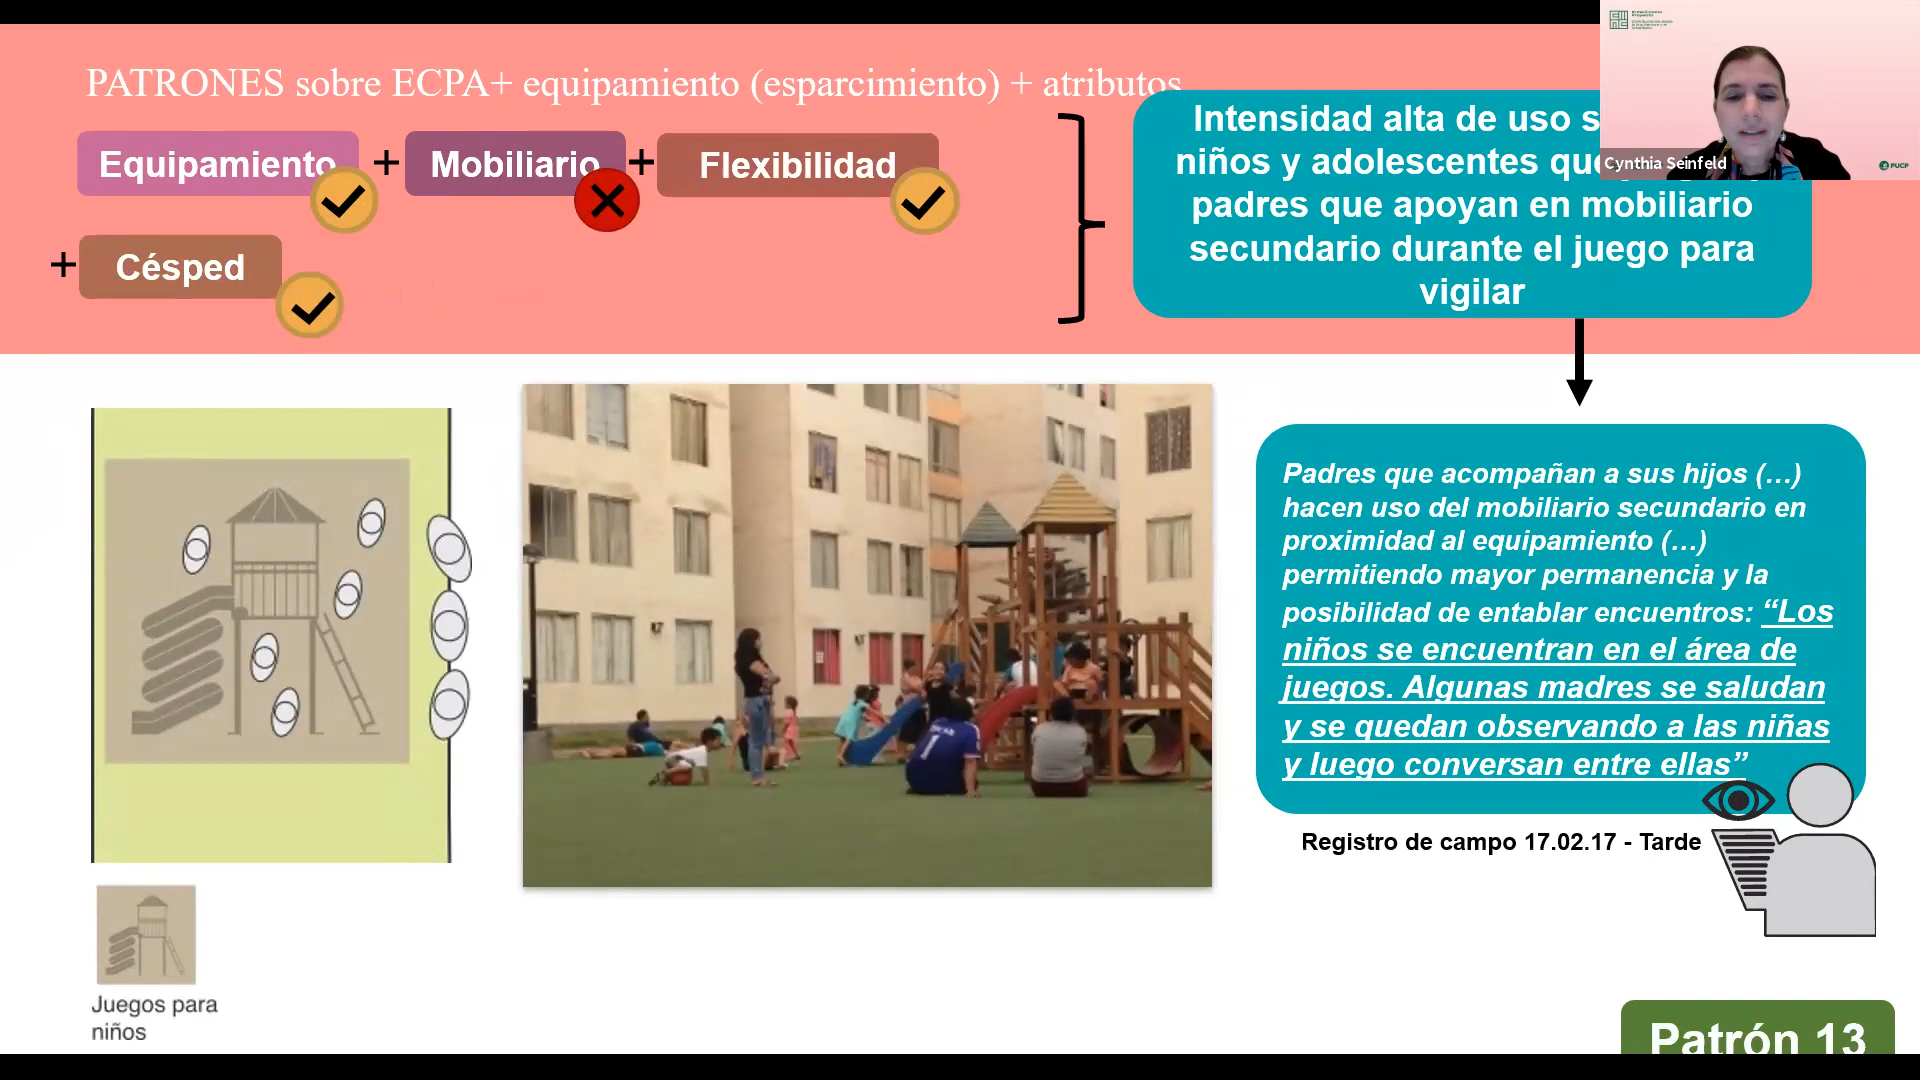 PATRONES sobre ECPA+ equipamiento (esparcimiento) + atributos
Equipamiento + Mobiliario + Flexibilidad
+ Césped
Intensidad alta de uso
niños y adolescentes
padres que apoyan en mobiliario
secundario durante el juego para
vigilar
Cynthia Seinfeld
PUCP
Padres que acompañan a sus hijos (…)
hacen uso del mobiliario secundario en
proximidad al equipamiento (…)
permitiendo mayor permanencia y la
posibilidad de entablar encuentros: “Los
niños se encuentran en el área de
juegos. Algunas madres se saludan
y se quedan observando a las niñas
y luego conversan entre ellas”
Registro de campo 17.02.17 - Tarde
Juegos para
niños
Patrón 13